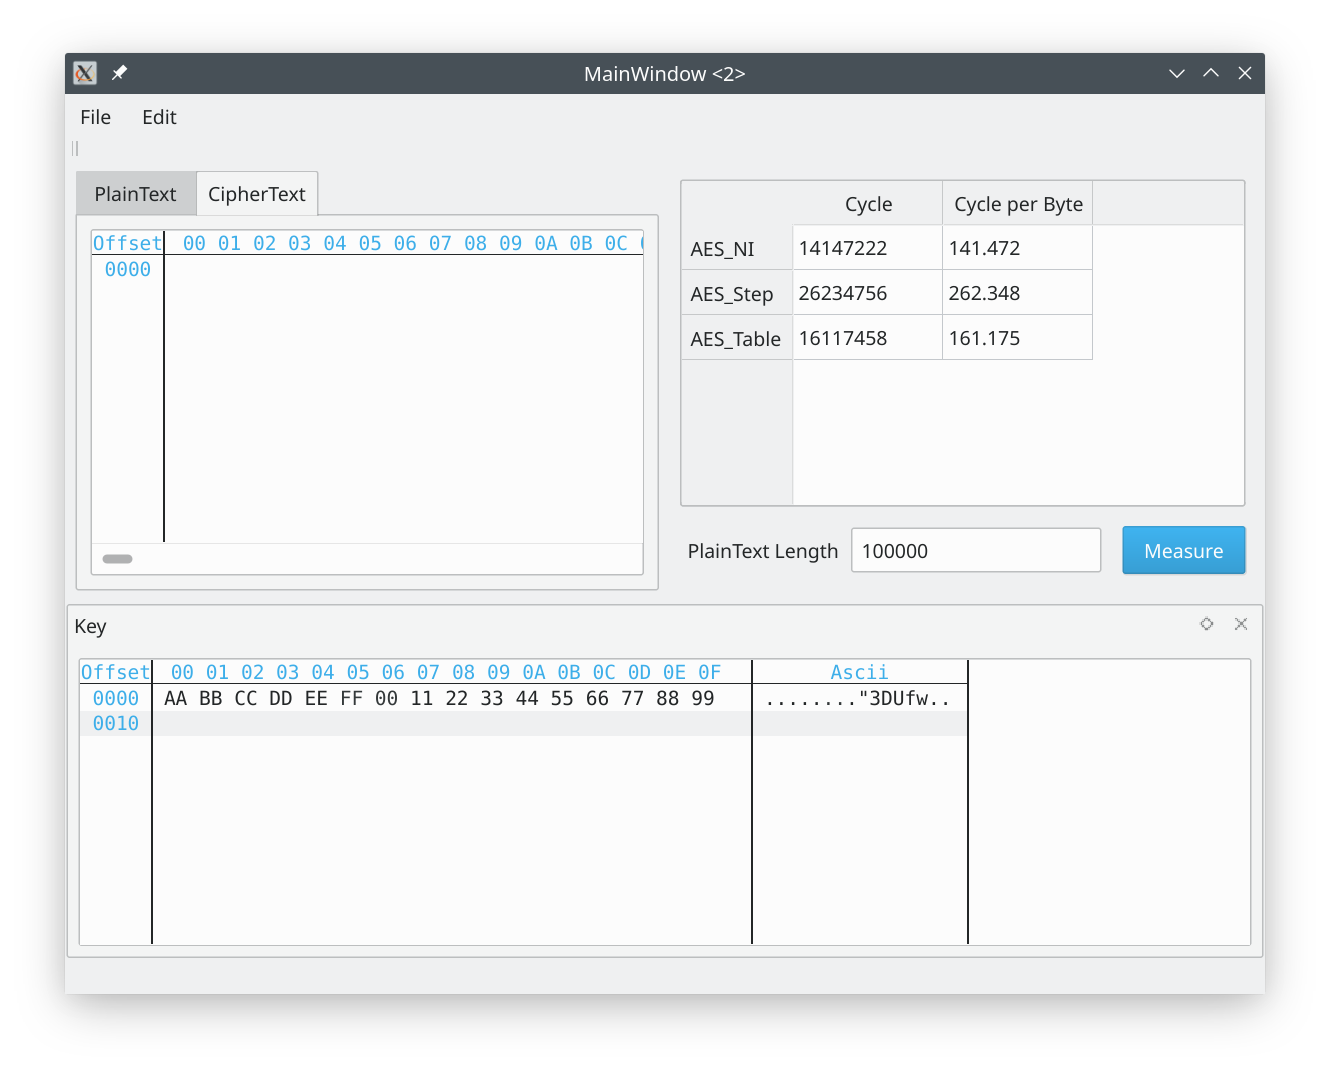 MainWindow <2>
File Edit
PlainText CipherText
Offset 00 01 02 03 04 05 06 07 08 09 0A 0B 0C
0000
Cycle Cycle per Byte
AES_NI 14147222 141.472
AES_Step 26234756 262.348
AES_Table 16117458 161.175
PlainText Length 100000 Measure
Key
Offset 00 01 02 03 04 05 06 07 08 09 0A 0B 0C 0D 0E 0F Ascii
0000 AA BB CC DD EE FF 00 11 22 33 44 55 66 77 88 99 ........"3DUfw..
0010